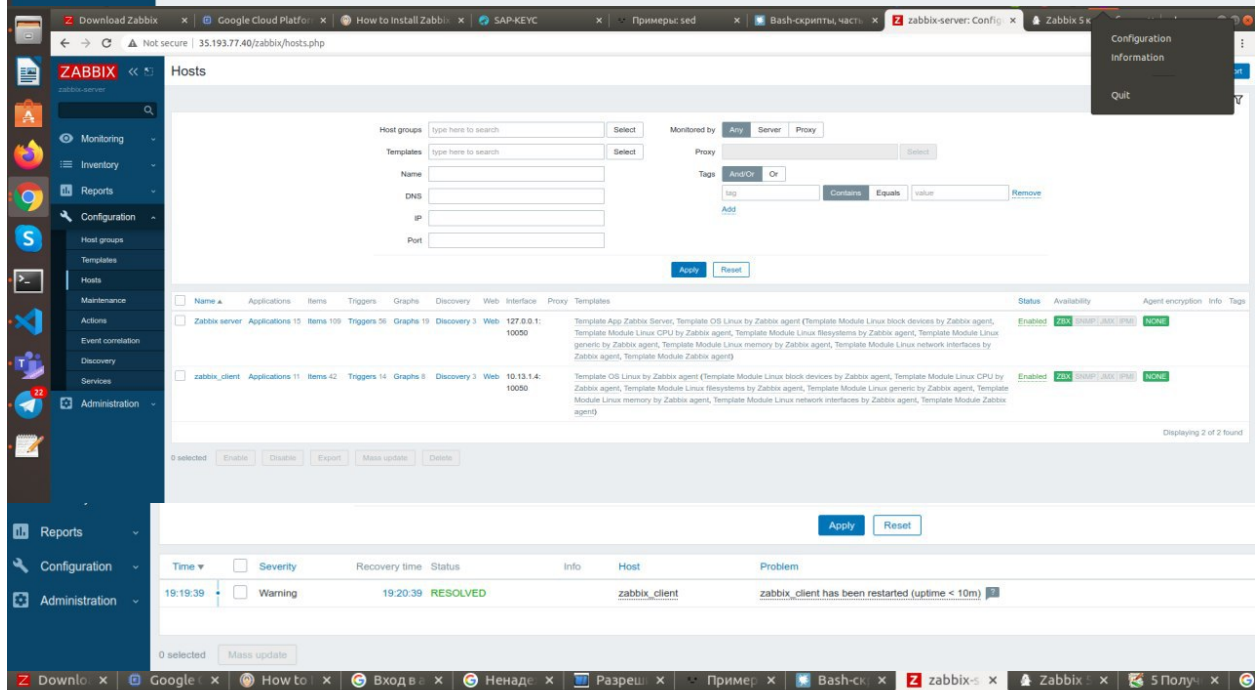 Download Zabbix
Google Cloud Platfor
How to Install Zabbi
SAP-KEYC
Примеры: sed
Bash-скрипты, часть
zabbix-server: Config
Zabbix 5 к
Not secure 35.193.77.40/zabbix/hosts.php
Configuration
Information
Quit
ZABBIX
zabbix-server
Hosts
Monitoring
Inventory
Reports
Configuration
Host groups
Templates
Hosts
Maintenance
Actions
Event correlation
Discovery
Services
Administration
22
Host groups type here to search Select
Templates type here to search Select
Name
DNS
IP
Port
Monitored by Any Server Proxy
Proxy Select
Tags And/Or Or
tag Contains Equals value Remove
Add
Apply Reset
Name Applications Items Triggers Graphs Discovery Web Interface Proxy Templates Status Availability Agent encryption Info Tags
Zabbix server Applications 15 Items 109 Triggers 56 Graphs 19 Discovery 3 Web 127.0.0.1: Template App Zabbix Server, Template OS Linux by Zabbix agent (Template Module Linux block devices by Zabbix agent, Enabled ZBX SNMP JMX IPMI NONE
10050 Template Module Linux CPU by Zabbix agent, Template Module Linux filesystems by Zabbix agent, Template Module Linux
generic by Zabbix agent, Template Module Linux memory by Zabbix agent, Template Module Linux network interfaces by
Zabbix agent, Template Module Zabbix agent)
zabbix_client Applications 11 Items 42 Triggers 14 Graphs 8 Discovery 3 Web 10.13.1.4: Template OS Linux by Zabbix agent (Template Module Linux block devices by Zabbix agent, Template Module Linux CPU by Enabled ZBX SNMP JMX IPMI NONE
10050 Zabbix agent, Template Module Linux filesystems by Zabbix agent, Template Module Linux generic by Zabbix agent, Template
Module Linux memory by Zabbix agent, Template Module Linux network interfaces by Zabbix agent, Template Module Zabbix
agent)
Displaying 2 of 2 found
0 selected Enable Disable Export Mass update Delete
Reports
Configuration
Administration
Apply Reset
Time Severity Recovery time Status Info Host Problem
19:19:39 Warning 19:20:39 RESOLVED zabbix_client zabbix_client has been restarted (uptime < 10m) ?
0 selected Mass update
Downlo
Google C
How to I
Вход в а
Ненаде
Разреш
Пример
Bash-ск
zabbix-s
Zabbix 5
5 Получ